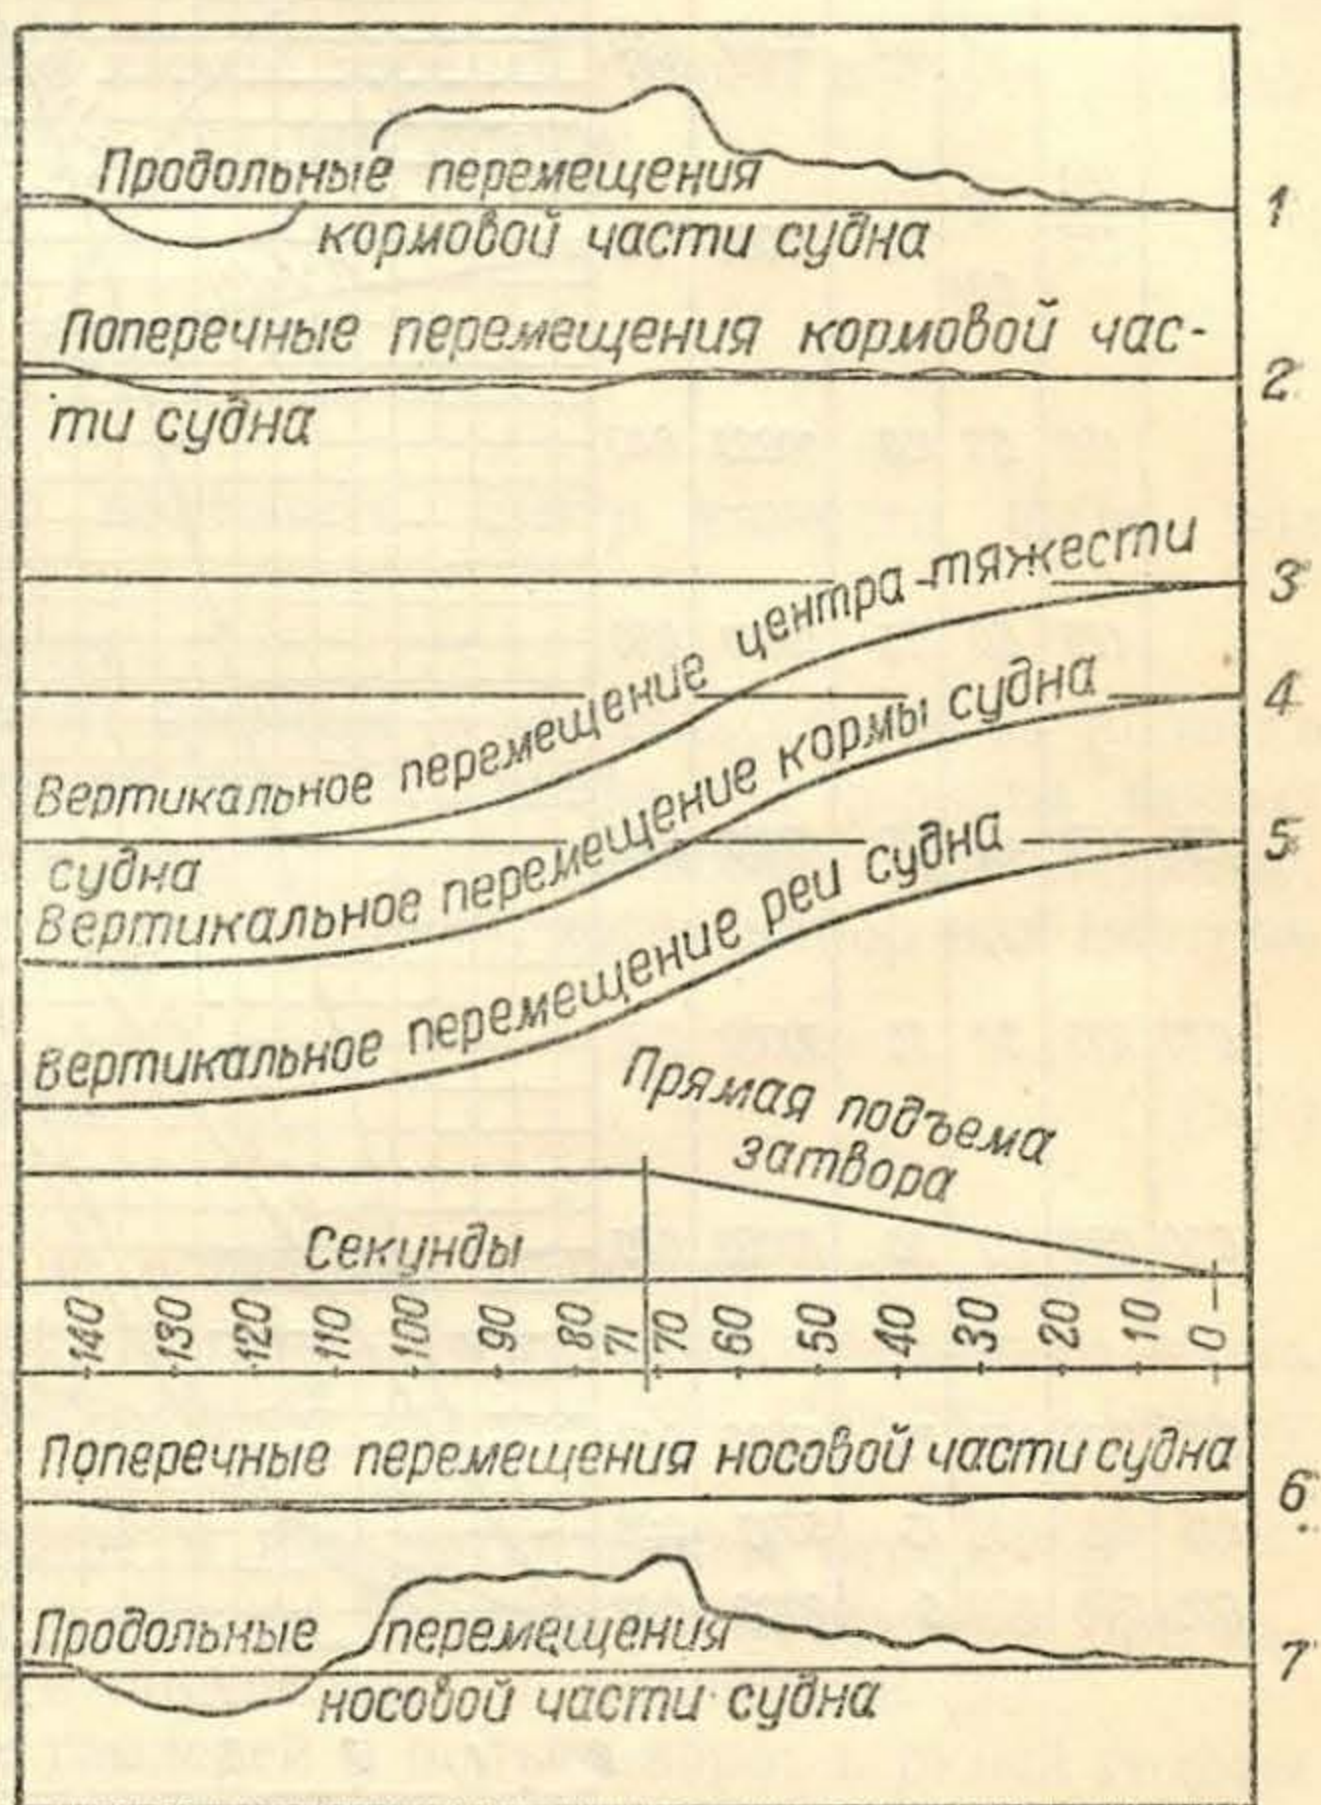 Продольные перемещения
1
кормовой части судна
Поперечные перемещения кормовой час-
2
ти судна
Вертикальное перемещение центра тяжести
3
судна
Вертикальное перемещение кормы судна
4
Вертикальное перемещение реи судна
5
Прямая подъема
затвора
Секунды
140 130 120 110 100 90 80 71 70 60 50 40 30 20 10 0
Поперечные перемещения носовой части судна
6
Продольные перемещения
7
носовой части судна